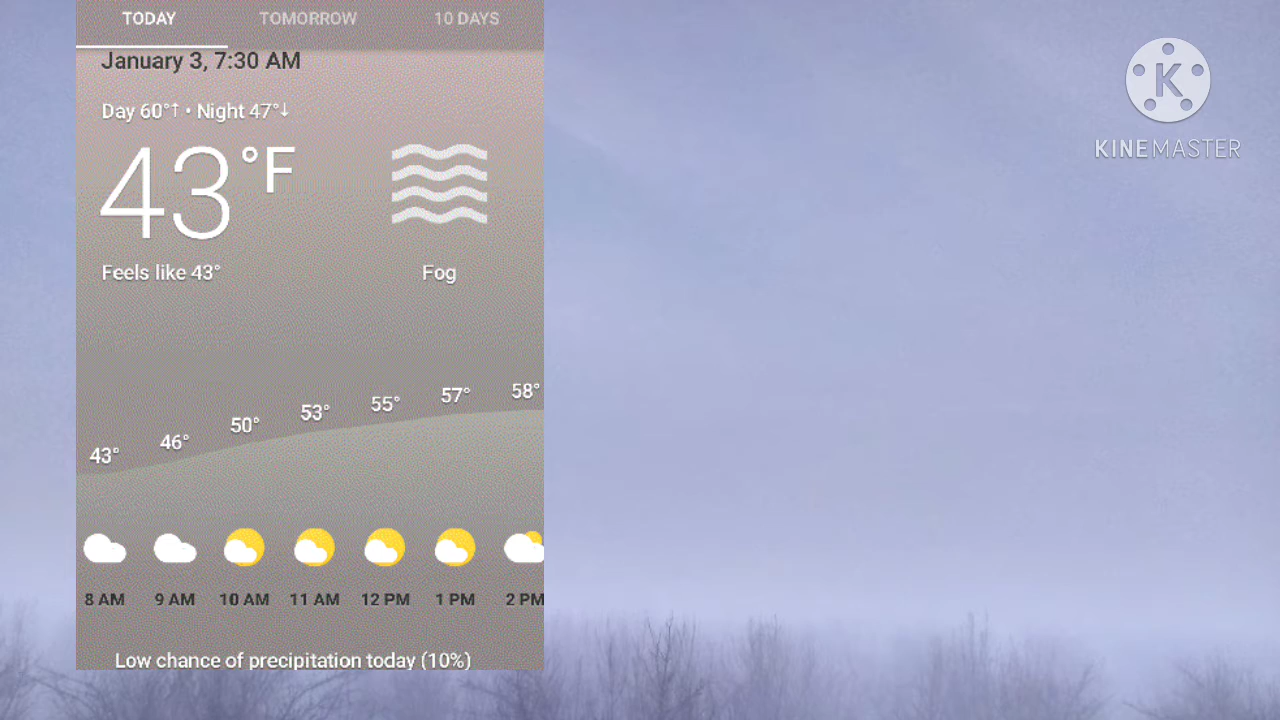 TODAY TOMORROW 10 DAYS
January 3, 7:30 AM
Day 60°↑ • Night 47°↓
43 °F
Feels like 43° Fog
43° 46° 50° 53° 55° 57° 58°
8 AM 9 AM 10 AM 11 AM 12 PM 1 PM 2 PM
Low chance of precipitation today (10%)
K
KINEMASTER